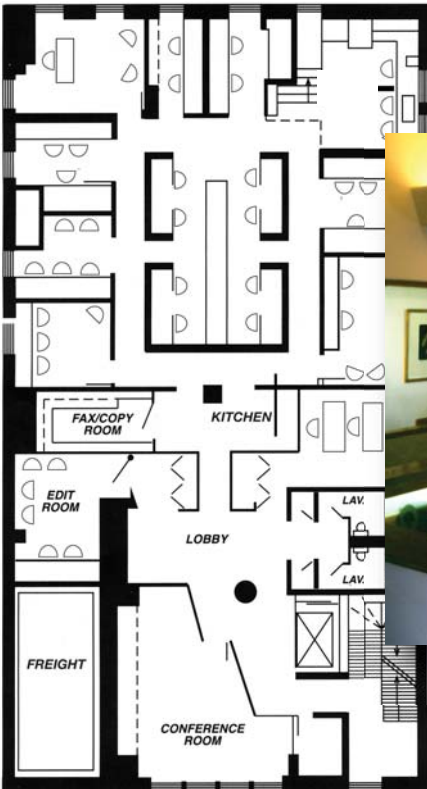 FAX/COPY
ROOM
KITCHEN
EDIT
ROOM
LAV.
LOBBY
LAV.
FREIGHT
CONFERENCE
ROOM